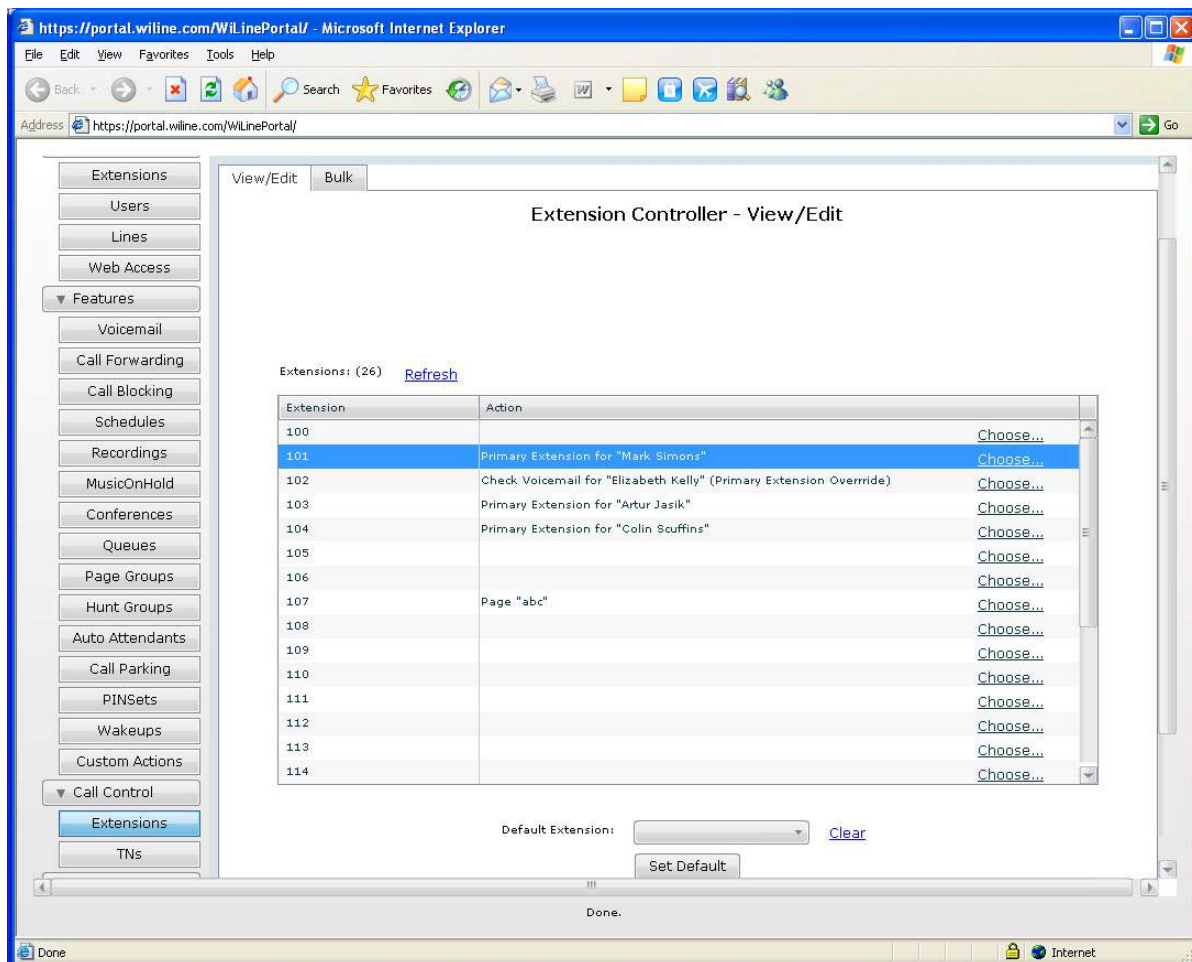 https://portal.wiline.com/WiLinePortal/ - Microsoft Internet Explorer
File Edit View Favorites Tools Help
Back Search Favorites
Address https://portal.wiline.com/WiLinePortal/ Go
Extensions
Users
Lines
Web Access
Features
Voicemail
Call Forwarding
Call Blocking
Schedules
Recordings
MusicOnHold
Conferences
Queues
Page Groups
Hunt Groups
Auto Attendants
Call Parking
PINSets
Wakeups
Custom Actions
Call Control
Extensions
TNs
View/Edit Bulk
Extension Controller - View/Edit
Extensions: (26) Refresh
Extension Action
100 Choose...
101 Primary Extension for "Mark Simons" Choose...
102 Check Voicemail for "Elizabeth Kelly" (Primary Extension Overrride) Choose...
103 Primary Extension for "Artur Jasik" Choose...
104 Primary Extension for "Colin Scuffins" Choose...
105 Choose...
106 Choose...
107 Page "abc" Choose...
108 Choose...
109 Choose...
110 Choose...
111 Choose...
112 Choose...
113 Choose...
114 Choose...
Default Extension: Clear
Set Default
Done.
Done Internet